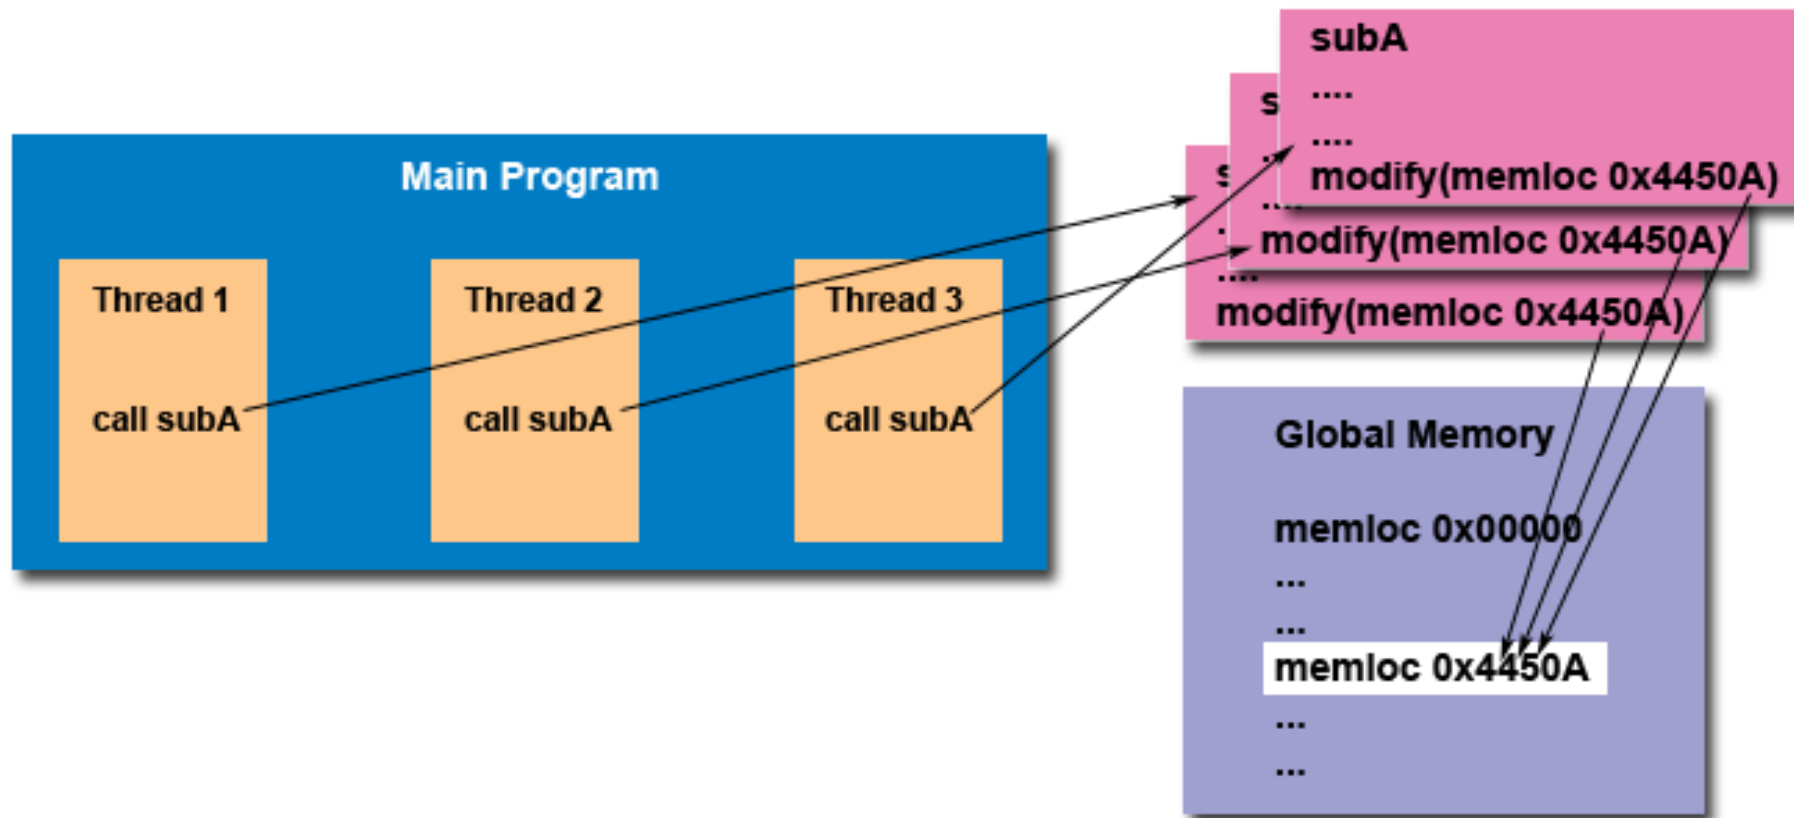 Main Program
Thread 1
call subA
Thread 2
call subA
Thread 3
call subA
subA
....
....
modify(memloc 0x4450A)
s
..
....
modify(memloc 0x4450A)
s
.
....
modify(memloc 0x4450A)
Global Memory
memloc 0x00000
...
...
memloc 0x4450A
...
...